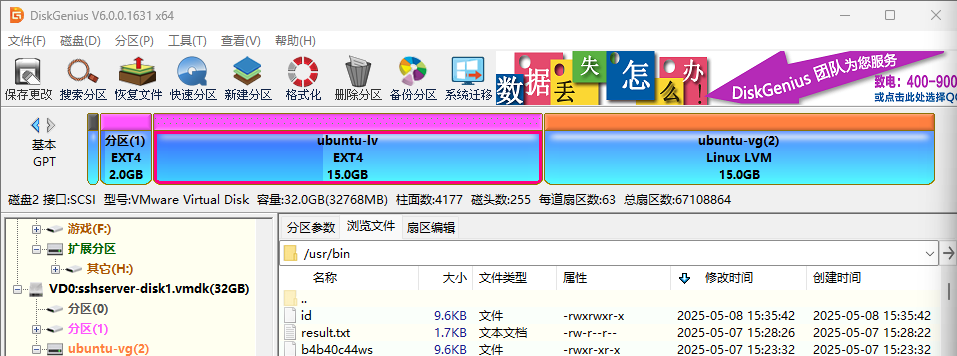 DiskGenius V6.0.0.1631 x64
文件(F) 磁盘(D) 分区(P) 工具(T) 查看(V) 帮助(H)
保存更改 搜索分区 恢复文件 快速分区 新建分区 格式化 删除分区 备份分区 系统迁移
数据丢失怎么办!
DiskGenius 团队为您服务
致电: 400-900
或点击此处选择QQ
基本
GPT
分区(1)
EXT4
2.0GB
ubuntu-lv
EXT4
15.0GB
ubuntu-vg(2)
Linux LVM
15.0GB
磁盘2 接口:SCSI 型号:VMware Virtual Disk 容量:32.0GB(32768MB) 柱面数:4177 磁头数:255 每道扇区数:63 总扇区数:67108864
游戏(F:)
扩展分区
其它(H:)
VD0:sshserver-disk1.vmdk(32GB)
分区(0)
分区(1)
ubuntu-vg(2)
分区参数 浏览文件 扇区编辑
/usr/bin
名称 大小 文件类型 属性 修改时间 创建时间
..
id 9.6KB 文件 -rwxrwxr-x 2025-05-08 15:35:42 2025-05-08 15:35:42
result.txt 1.7KB 文本文档 -rw-r--r-- 2025-05-07 15:28:26 2025-05-07 15:28:22
b4b40c44ws 9.6KB 文件 -rwxr-xr-x 2025-05-07 15:23:32 2025-05-07 15:23:32